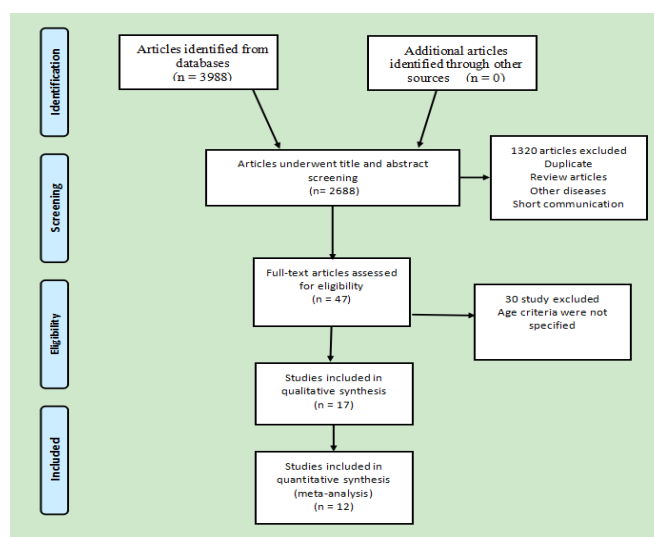 Identification
Articles identified from
databases
(n = 3988)
Additional articles
identified through other
sources (n = 0)
Screening
Articles underwent title and abstract
screening
(n= 2688)
1320 articles excluded
Duplicate
Review articles
Other diseases
Short communication
Eligibility
Full-text articles assessed
for eligibility
(n = 47)
30 study excluded
Age criteria were not
specified
Studies included in
qualitative synthesis
(n = 17)
Included
Studies included in
quantitative synthesis
(meta-analysis)
(n = 12)